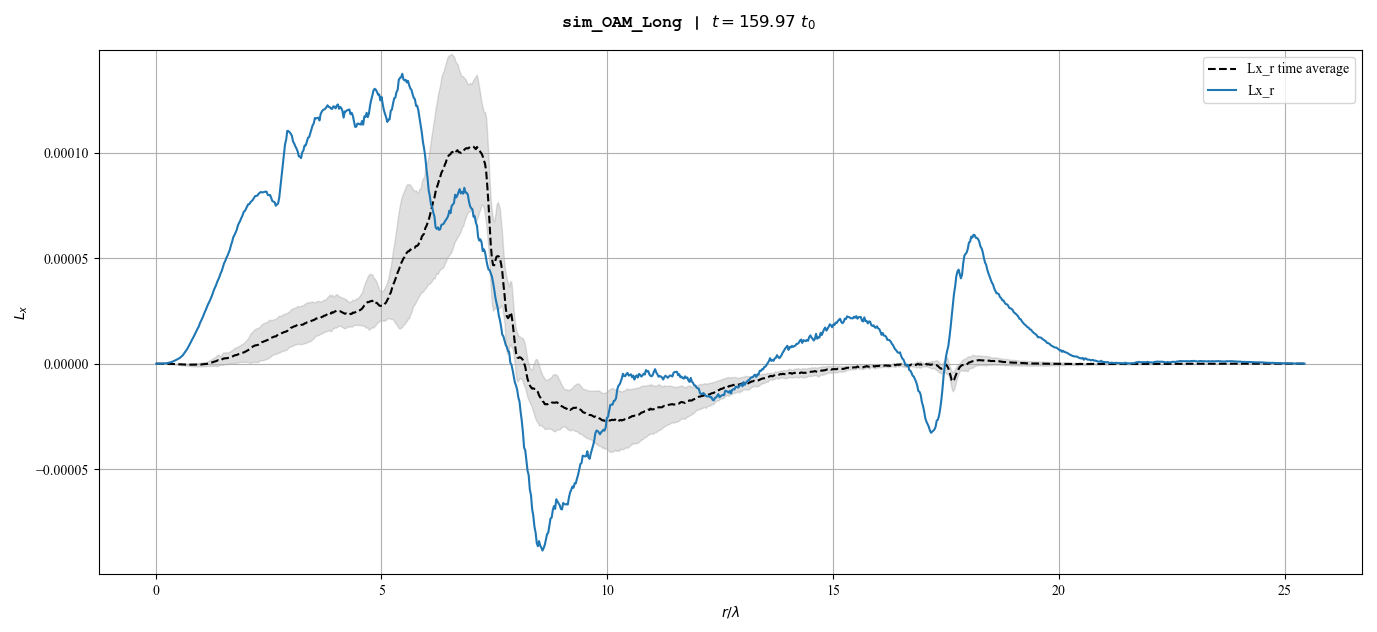 sim_OAM_Long | t = 159.97 t₀
Lx_r time average
Lx_r
0.00010
0.00005
0.00000
−0.00005
Lₓ
0
5
10
15
20
25
r/λ